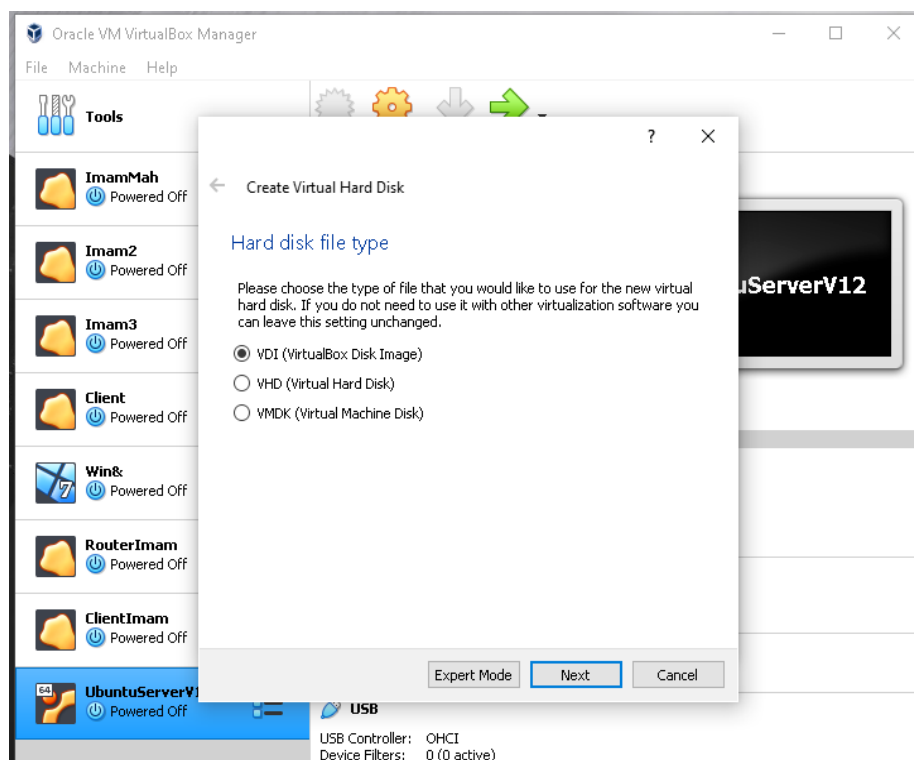 Oracle VM VirtualBox Manager
File Machine Help
Tools
ImamMah
Powered Off
Imam2
Powered Off
Imam3
Powered Off
Client
Powered Off
Win&
7
Powered Off
RouterImam
Powered Off
ClientImam
Powered Off
64
UbuntuServerV1
Powered Off
?
Create Virtual Hard Disk
Hard disk file type
Please choose the type of file that you would like to use for the new virtual
hard disk. If you do not need to use it with other virtualization software you
can leave this setting unchanged.
VDI (VirtualBox Disk Image)
VHD (Virtual Hard Disk)
VMDK (Virtual Machine Disk)
Expert Mode Next Cancel
uServerV12
USB
USB Controller: OHCI
Device Filters: 0 (0 active)